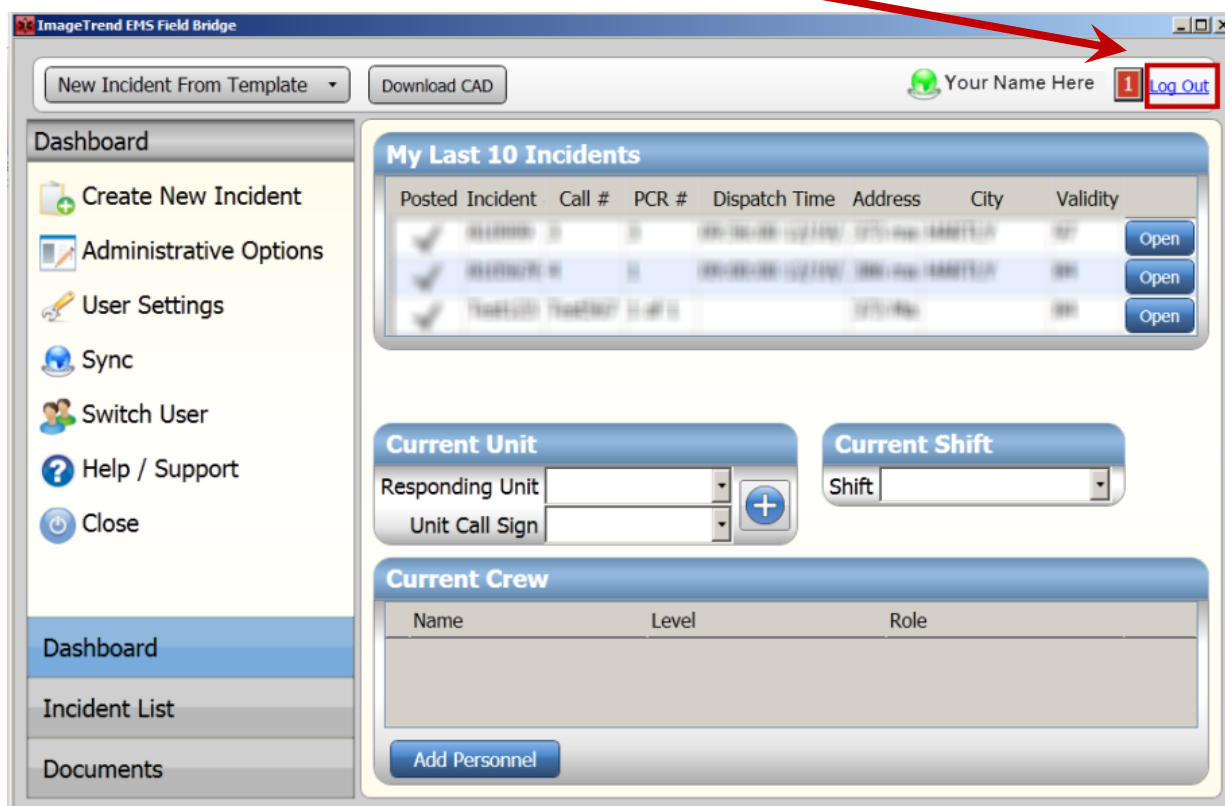 ImageTrend EMS Field Bridge
New Incident From Template Download CAD Your Name Here 1 Log Out
Dashboard
Create New Incident
Administrative Options
User Settings
Sync
Switch User
Help / Support
Close
Dashboard
Incident List
Documents
My Last 10 Incidents
Posted Incident Call # PCR # Dispatch Time Address City Validity
Open
Open
Open
Current Unit
Responding Unit
Unit Call Sign
Current Shift
Shift
Current Crew
Name Level Role
Add Personnel